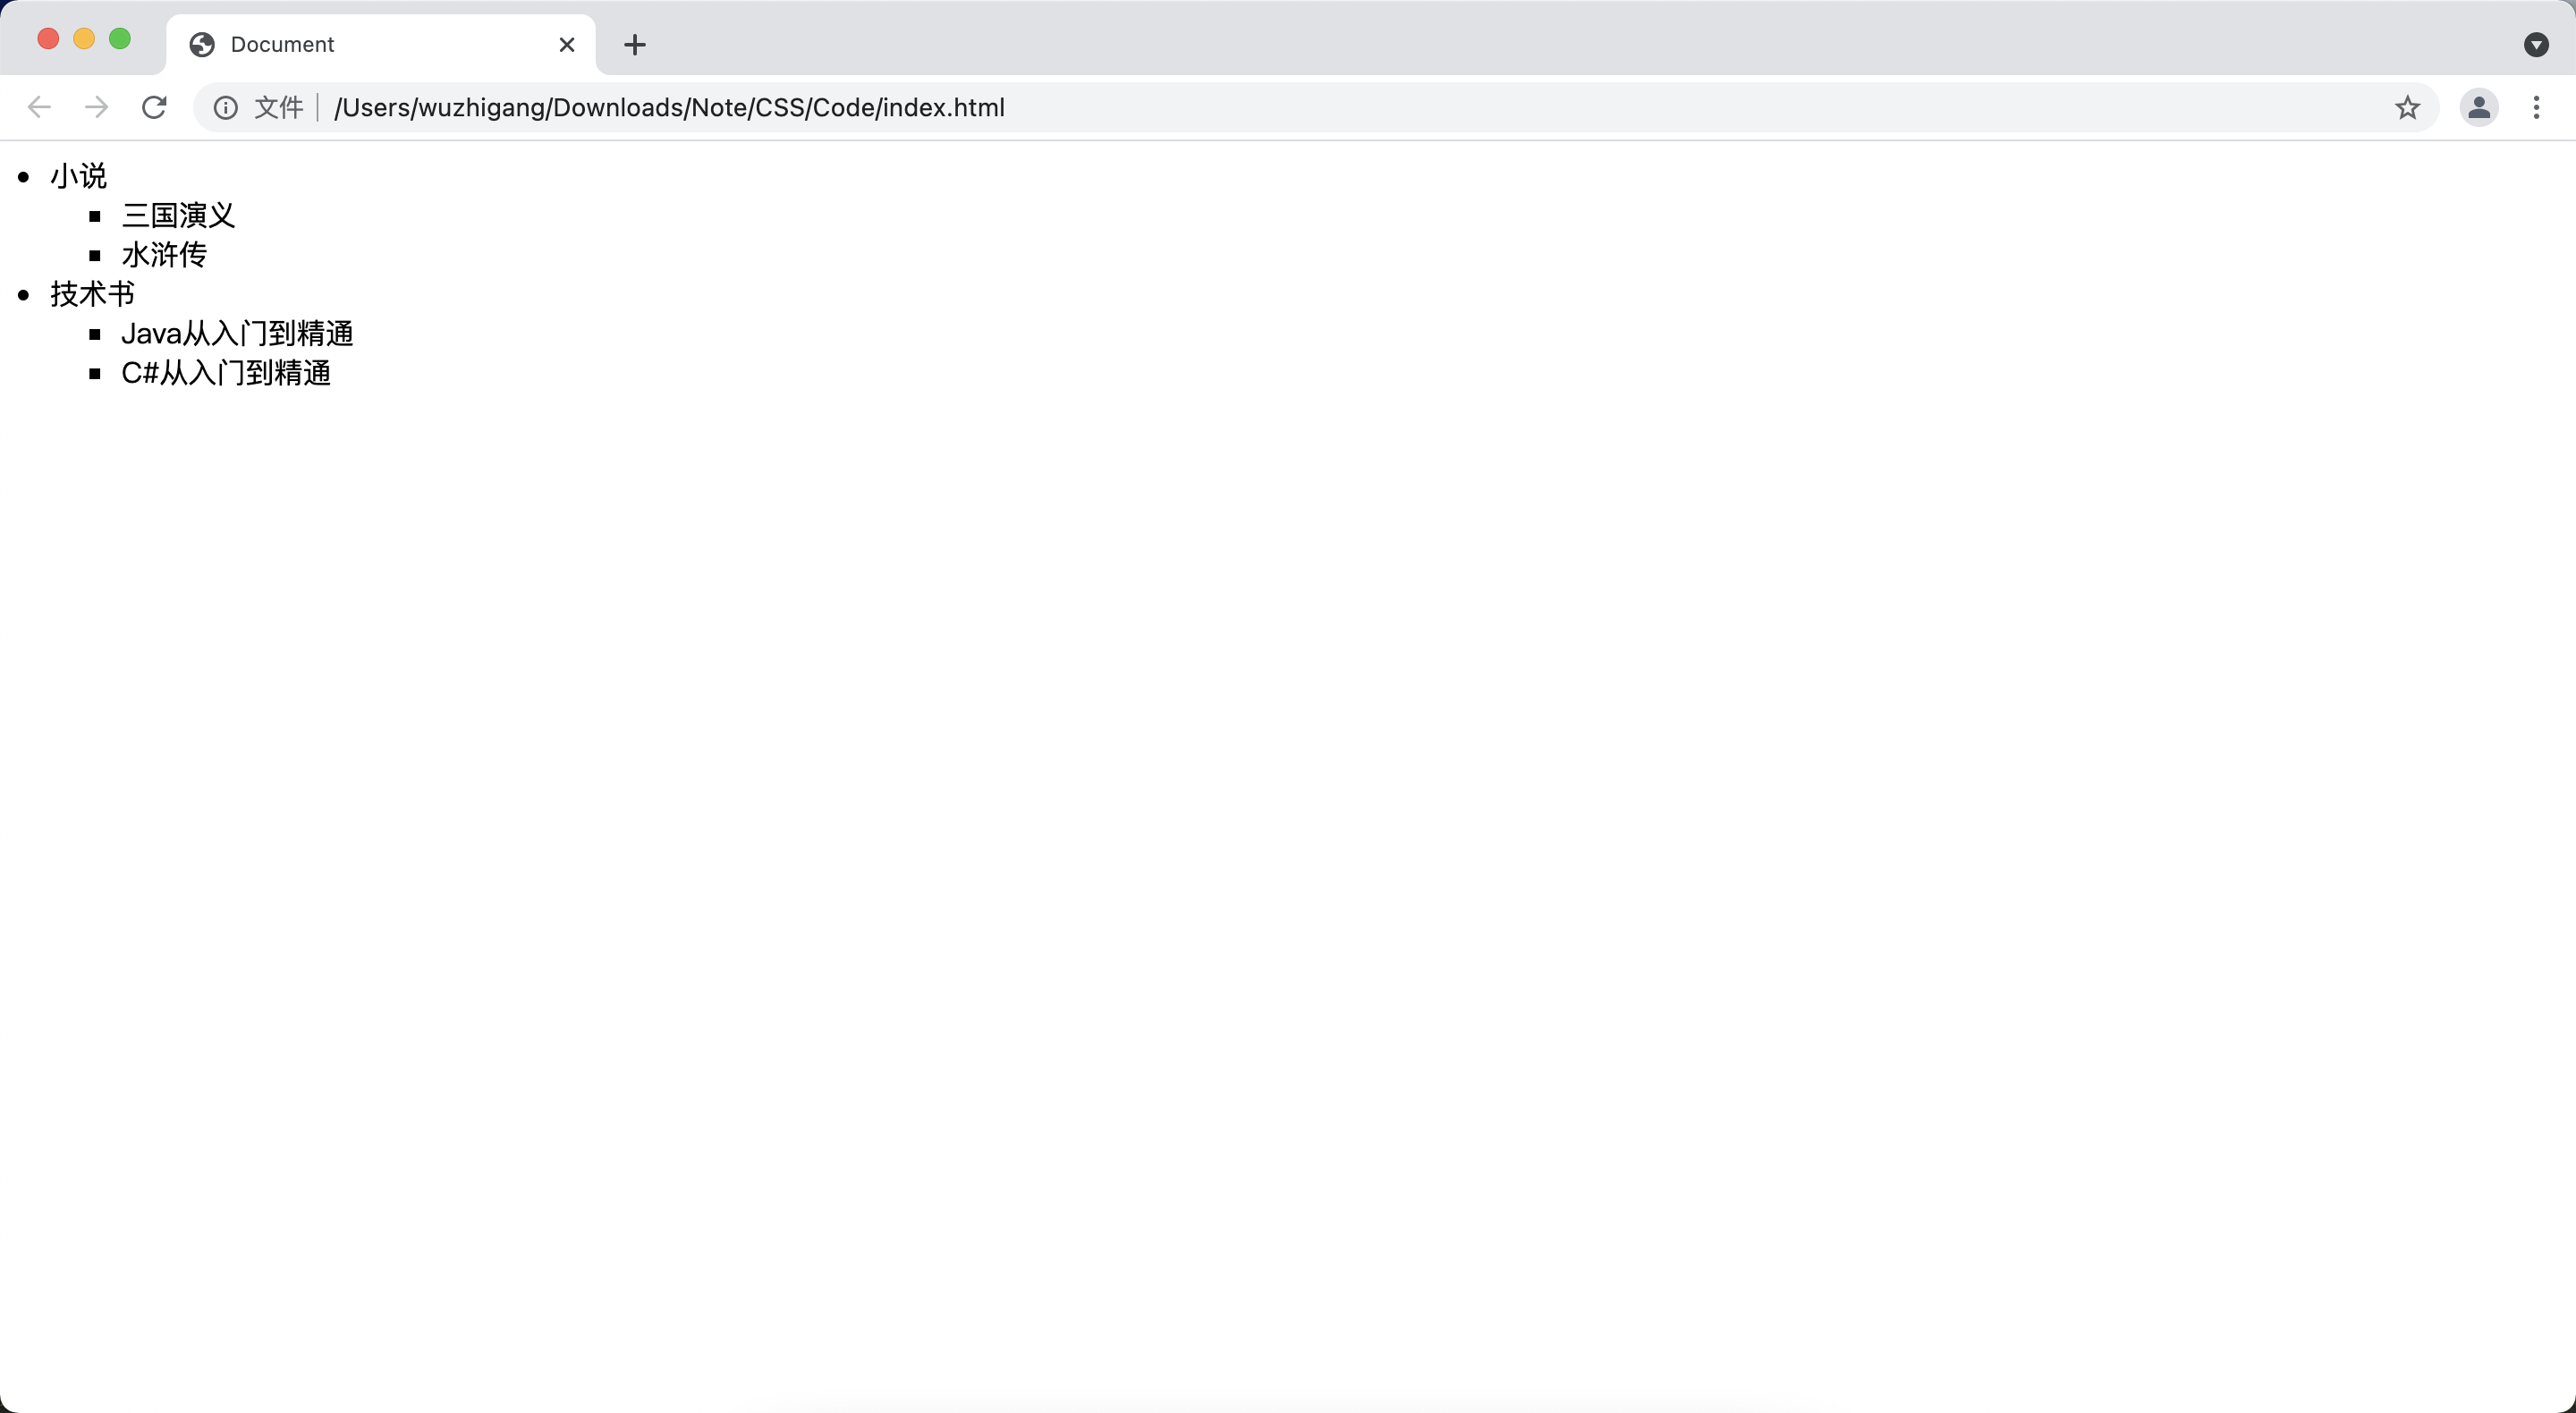 Document
文件 /Users/wuzhigang/Downloads/Note/CSS/Code/index.html
小说
三国演义
水浒传
技术书
Java从入门到精通
C#从入门到精通